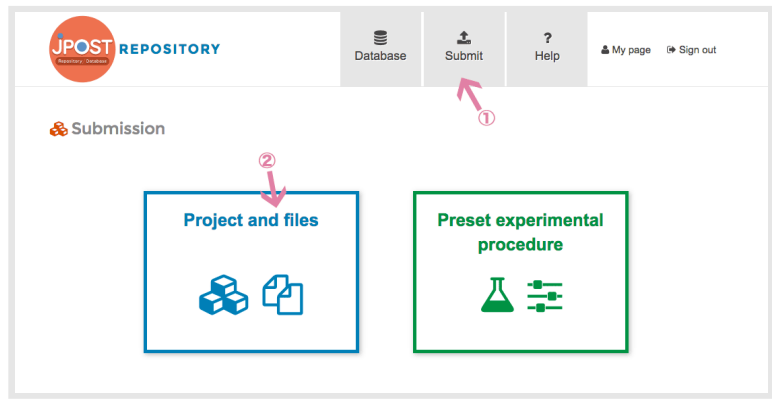 JPOST REPOSITORY
Repository / Database
Database
Submit
?
Help
My page
Sign out
①
Submission
②
Project and files
Preset experimental
procedure